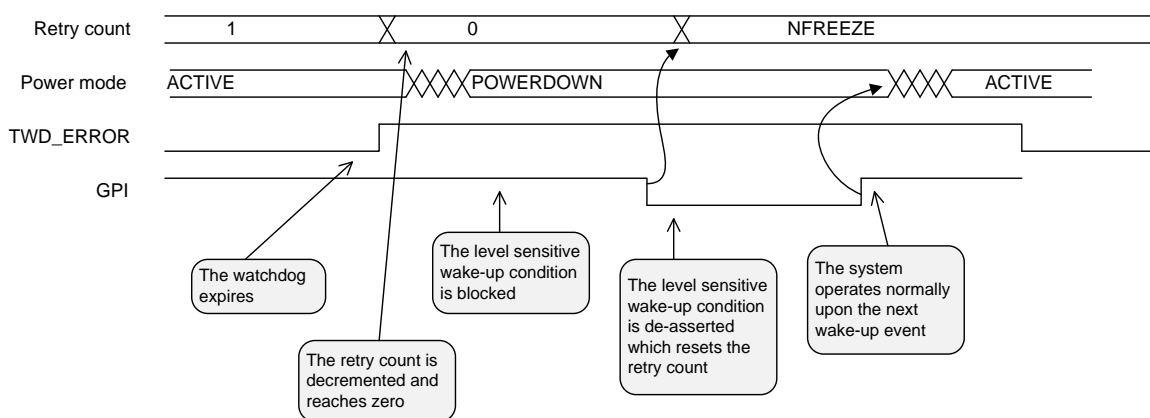 Retry count 1 0 NFREEZE
Power mode ACTIVE POWERDOWN ACTIVE
TWD_ERROR
GPI
The watchdog
expires
The retry count is
decremented and
reaches zero
The level sensitive
wake-up condition
is blocked
The level sensitive
wake-up condition
is de-asserted
which resets the
retry count
The system
operates normally
upon the next
wake-up event